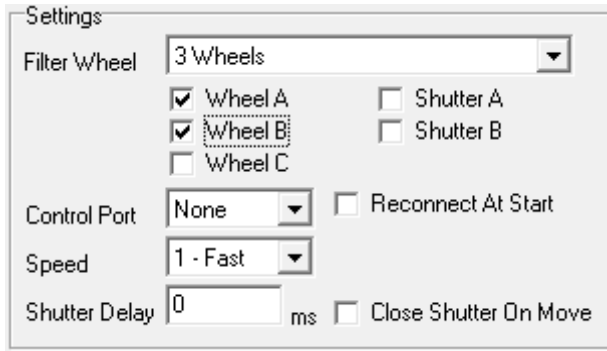 Settings
Filter Wheel 3 Wheels
Wheel A Shutter A
Wheel B Shutter B
Wheel C
Control Port None Reconnect At Start
Speed 1 - Fast
Shutter Delay 0 ms Close Shutter On Move